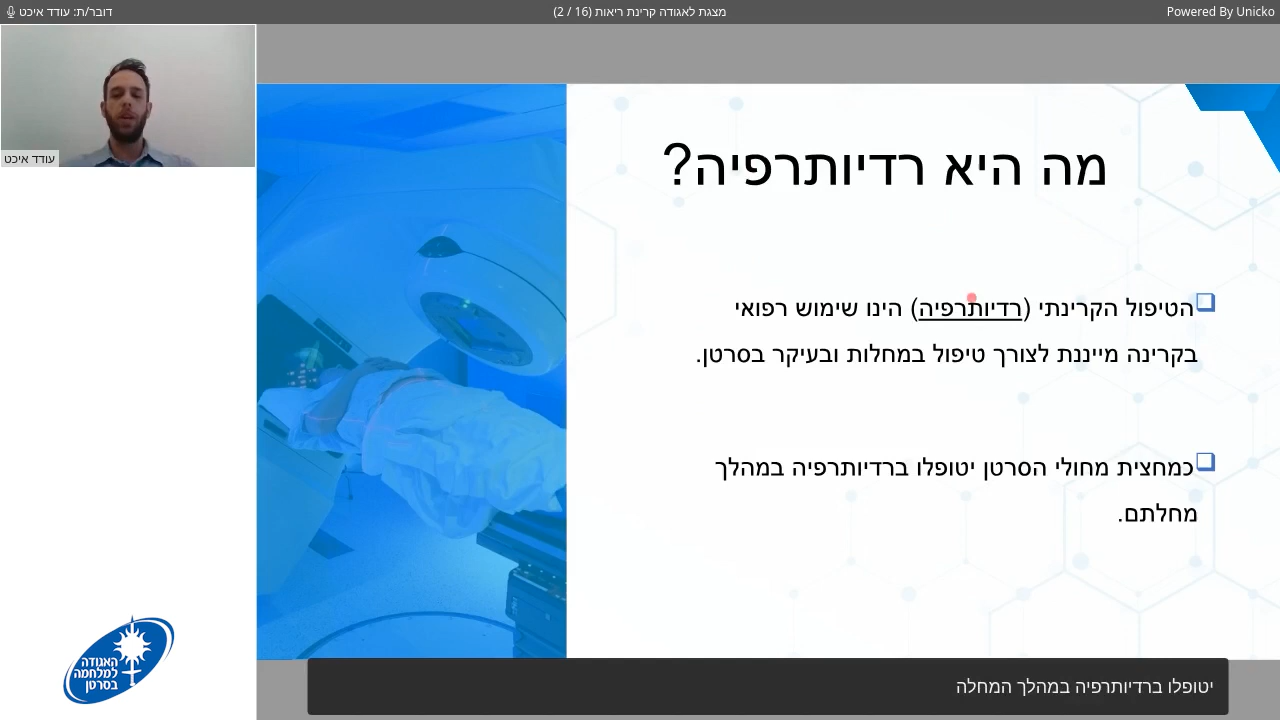 דובר/ת: עודד איכט
מצגת לאגודה קרינת ריאות (16 / 2)
Powered By Unicko
עודד איכט
מה היא רדיותרפיה?
הטיפול הקרינתי (רדיותרפיה) הינו שימוש רפואי
בקרינה מייננת לצורך טיפול במחלות ובעיקר בסרטן.
כמחצית מחולי הסרטן יטופלו ברדיותרפיה במהלך
מחלתם.
האגודה
למלחמה
בסרטן
יטופלו ברדיותרפיה במהלך המחלה